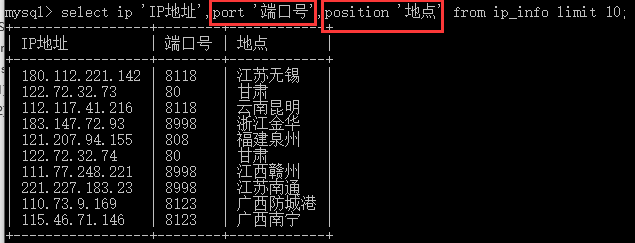 mysql> select ip 'IP地址',port '端口号',position '地点' from ip_info limit 10;
+-----------------+--------+------------+
| IP地址 | 端口号 | 地点 |
+-----------------+--------+------------+
| 180.112.221.142 | 8118 | 江苏无锡 |
| 122.72.32.73 | 80 | 甘肃 |
| 112.117.41.216 | 8118 | 云南昆明 |
| 183.147.72.93 | 8998 | 浙江金华 |
| 121.207.94.155 | 808 | 福建泉州 |
| 122.72.32.74 | 80 | 甘肃 |
| 111.77.248.221 | 8998 | 江西赣州 |
| 221.227.183.23 | 8998 | 江苏南通 |
| 110.73.9.169 | 8123 | 广西防城港 |
| 115.46.71.146 | 8123 | 广西南宁 |
+-----------------+--------+------------+